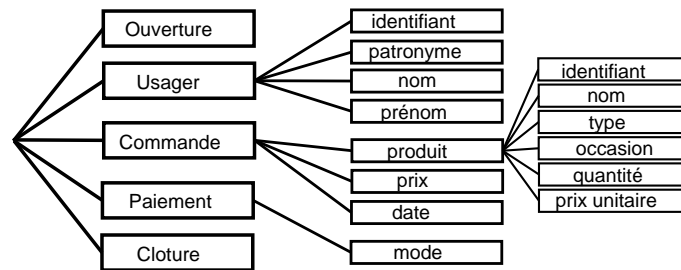 Ouverture
Usager
Commande
Paiement
Cloture
identifiant
patronyme
nom
prénom
produit
prix
date
mode
identifiant
nom
type
occasion
quantité
prix unitaire